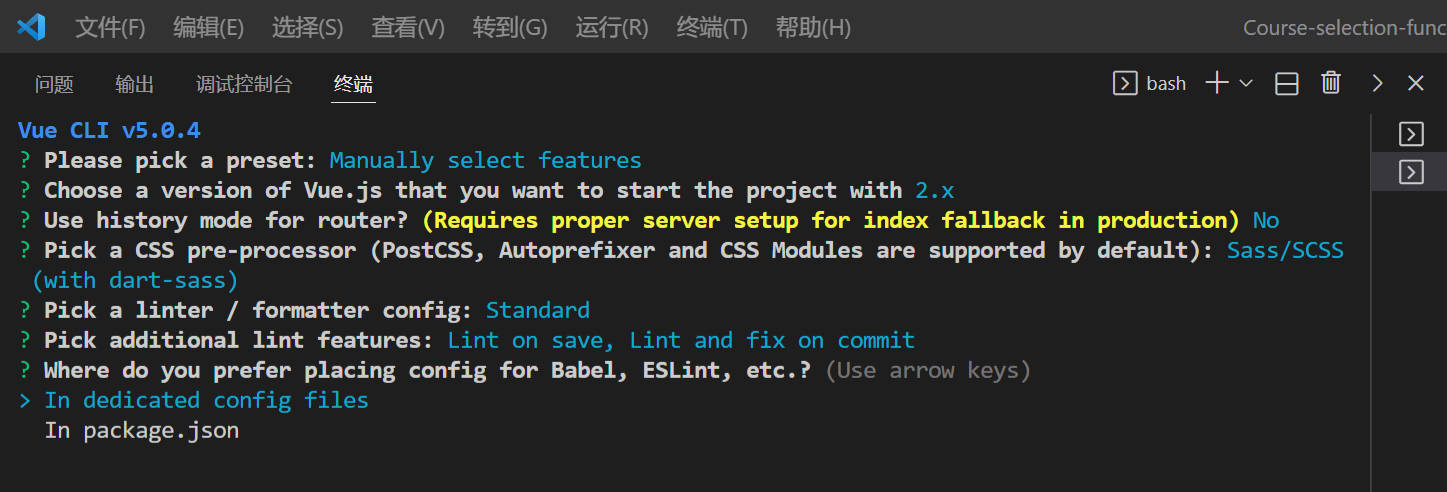 文件(F) 编辑(E) 选择(S) 查看(V) 转到(G) 运行(R) 终端(T) 帮助(H) Course-selection-func
问题 输出 调试控制台 终端 bash
Vue CLI v5.0.4
? Please pick a preset: Manually select features
? Choose a version of Vue.js that you want to start the project with 2.x
? Use history mode for router? (Requires proper server setup for index fallback in production) No
? Pick a CSS pre-processor (PostCSS, Autoprefixer and CSS Modules are supported by default): Sass/SCSS
(with dart-sass)
? Pick a linter / formatter config: Standard
? Pick additional lint features: Lint on save, Lint and fix on commit
? Where do you prefer placing config for Babel, ESLint, etc.? (Use arrow keys)
> In dedicated config files
In package.json